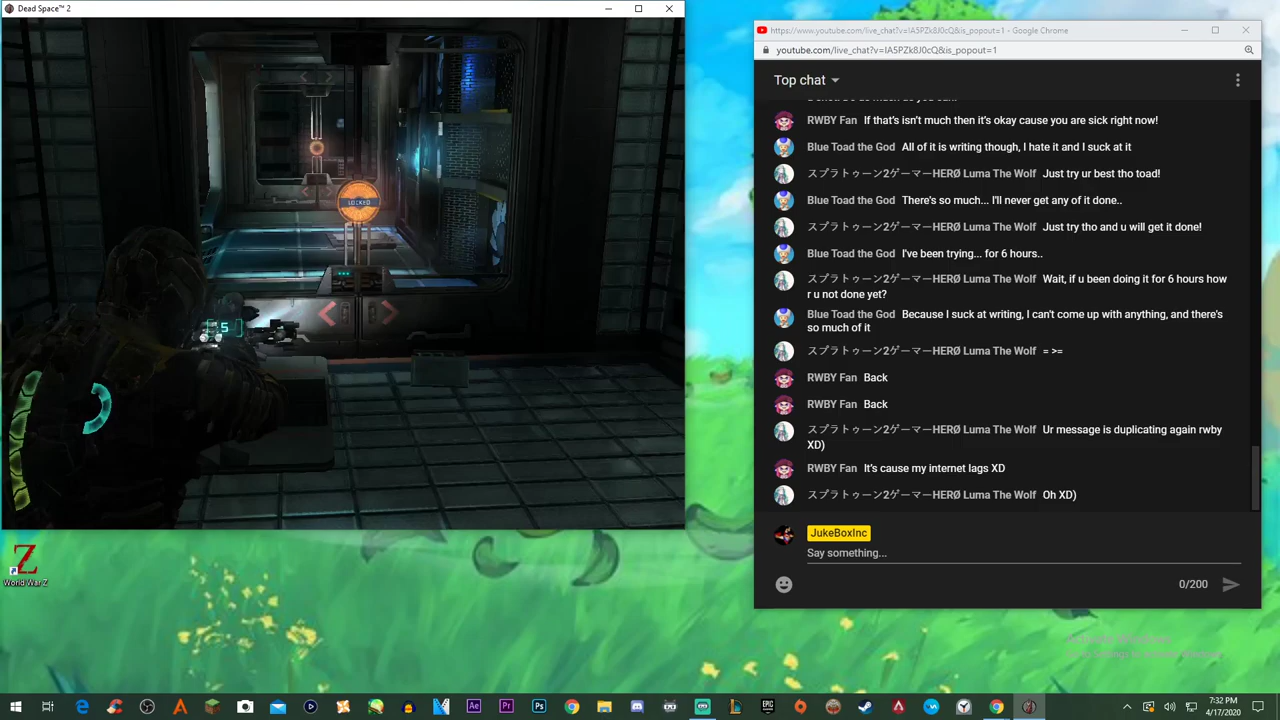 Dead Space™ 2
LOCKED
5
World War Z
https://www.youtube.com/live_chat?v=IA5PZk8J0cQ&is_popout=1 - Google Chrome
youtube.com/live_chat?v=IA5PZk8J0cQ&is_popout=1
Top chat
RWBY Fan If that's isn't much then it's okay cause you are sick right now!
Blue Toad the God All of it is writing though, I hate it and I suck at it
スプラトゥーン2ゲーマーHERØ Luma The Wolf Just try ur best tho toad!
Blue Toad the God There's so much... I'll never get any of it done..
スプラトゥーン2ゲーマーHERØ Luma The Wolf Just try tho and u will get it done!
Blue Toad the God I've been trying... for 6 hours..
スプラトゥーン2ゲーマーHERØ Luma The Wolf Wait, if u been doing it for 6 hours how
r u not done yet?
Blue Toad the God Because I suck at writing, I can't come up with anything, and there's
so much of it
スプラトゥーン2ゲーマーHERØ Luma The Wolf = >=
RWBY Fan Back
RWBY Fan Back
スプラトゥーン2ゲーマーHERØ Luma The Wolf Ur message is duplicating again rwby
XD)
RWBY Fan It's cause my internet lags XD
スプラトゥーン2ゲーマーHERØ Luma The Wolf Oh XD)
JukeBoxInc
Say something...
0/200
Ae
Pr
Ps
EPIC
7:32 PM
4/17/2020